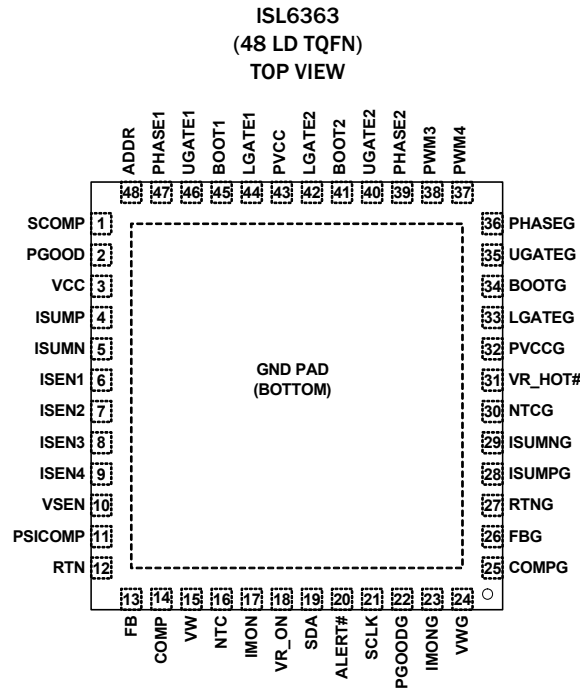 ISL6363
(48 LD TQFN)
TOP VIEW
ADDR
PHASE1
UGATE1
BOOT1
LGATE1
PVCC
LGATE2
BOOT2
UGATE2
PHASE2
PWM3
PWM4
48 47 46 45 44 43 42 41 40 39 38 37
SCOMP 1
PGOOD 2
VCC 3
ISUMP 4
ISUMN 5
ISEN1 6
ISEN2 7
ISEN3 8
ISEN4 9
VSEN 10
PSICOMP 11
RTN 12
GND PAD
(BOTTOM)
36 PHASEG
35 UGATEG
34 BOOTG
33 LGATEG
32 PVCCG
31 VR_HOT#
30 NTCG
29 ISUMNG
28 ISUMPG
27 RTNG
26 FBG
25 COMPG
13 14 15 16 17 18 19 20 21 22 23 24
FB
COMP
VW
NTC
IMON
VR_ON
SDA
ALERT#
SCLK
PGOODG
IMONG
VWG